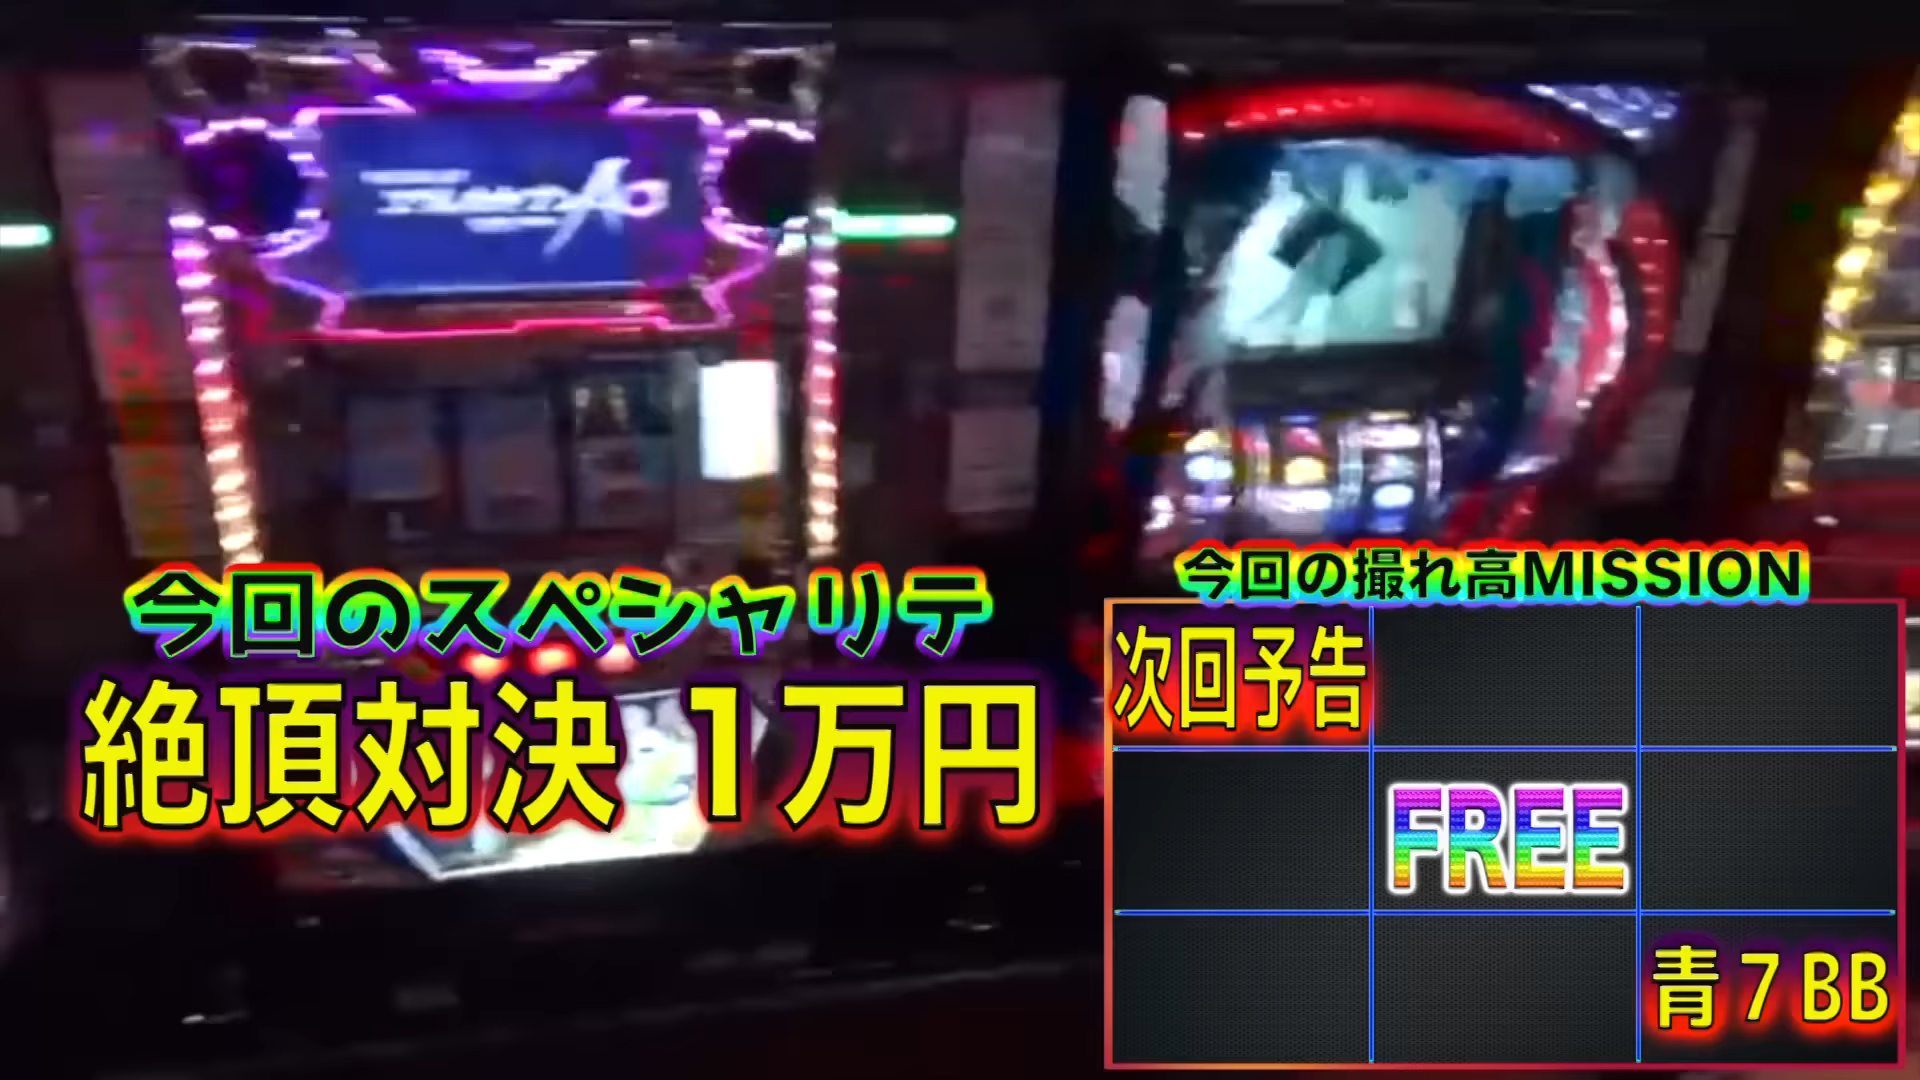 今回のスペシャリテ
絶頂対決 1万円
今回の撮れ高MISSION
次回予告
FREE
青7BB